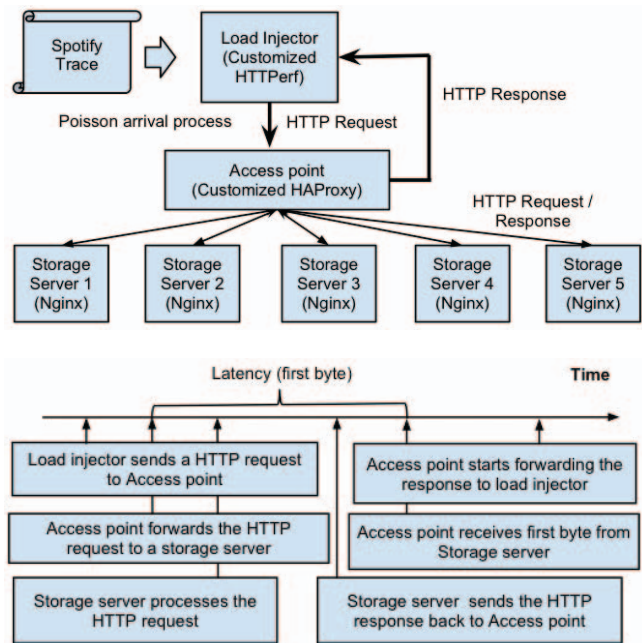 Spotify
Trace
Load Injector
(Customized
HTTPerf)
HTTP Response
Poisson arrival process
HTTP Request
Access point
(Customized HAProxy)
HTTP Request /
Response
Storage
Server 1
(Nginx)
Storage
Server 2
(Nginx)
Storage
Server 3
(Nginx)
Storage
Server 4
(Nginx)
Storage
Server 5
(Nginx)
Latency (first byte)
Time
Load injector sends a HTTP request
to Access point
Access point starts forwarding the
response to load injector
Access point forwards the HTTP
request to a storage server
Access point receives first byte from
Storage server
Storage server processes the
HTTP request
Storage server sends the HTTP
response back to Access point